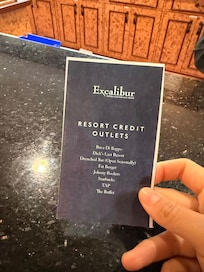 Excalibur
RESORT CREDIT
OUTLETS
Buca Di Beppo
Dick's Last Resort
Drenched Bar (Open Seasonally)
Fat Burger
Johnny Rockets
Starbucks
TAP
The Buffet